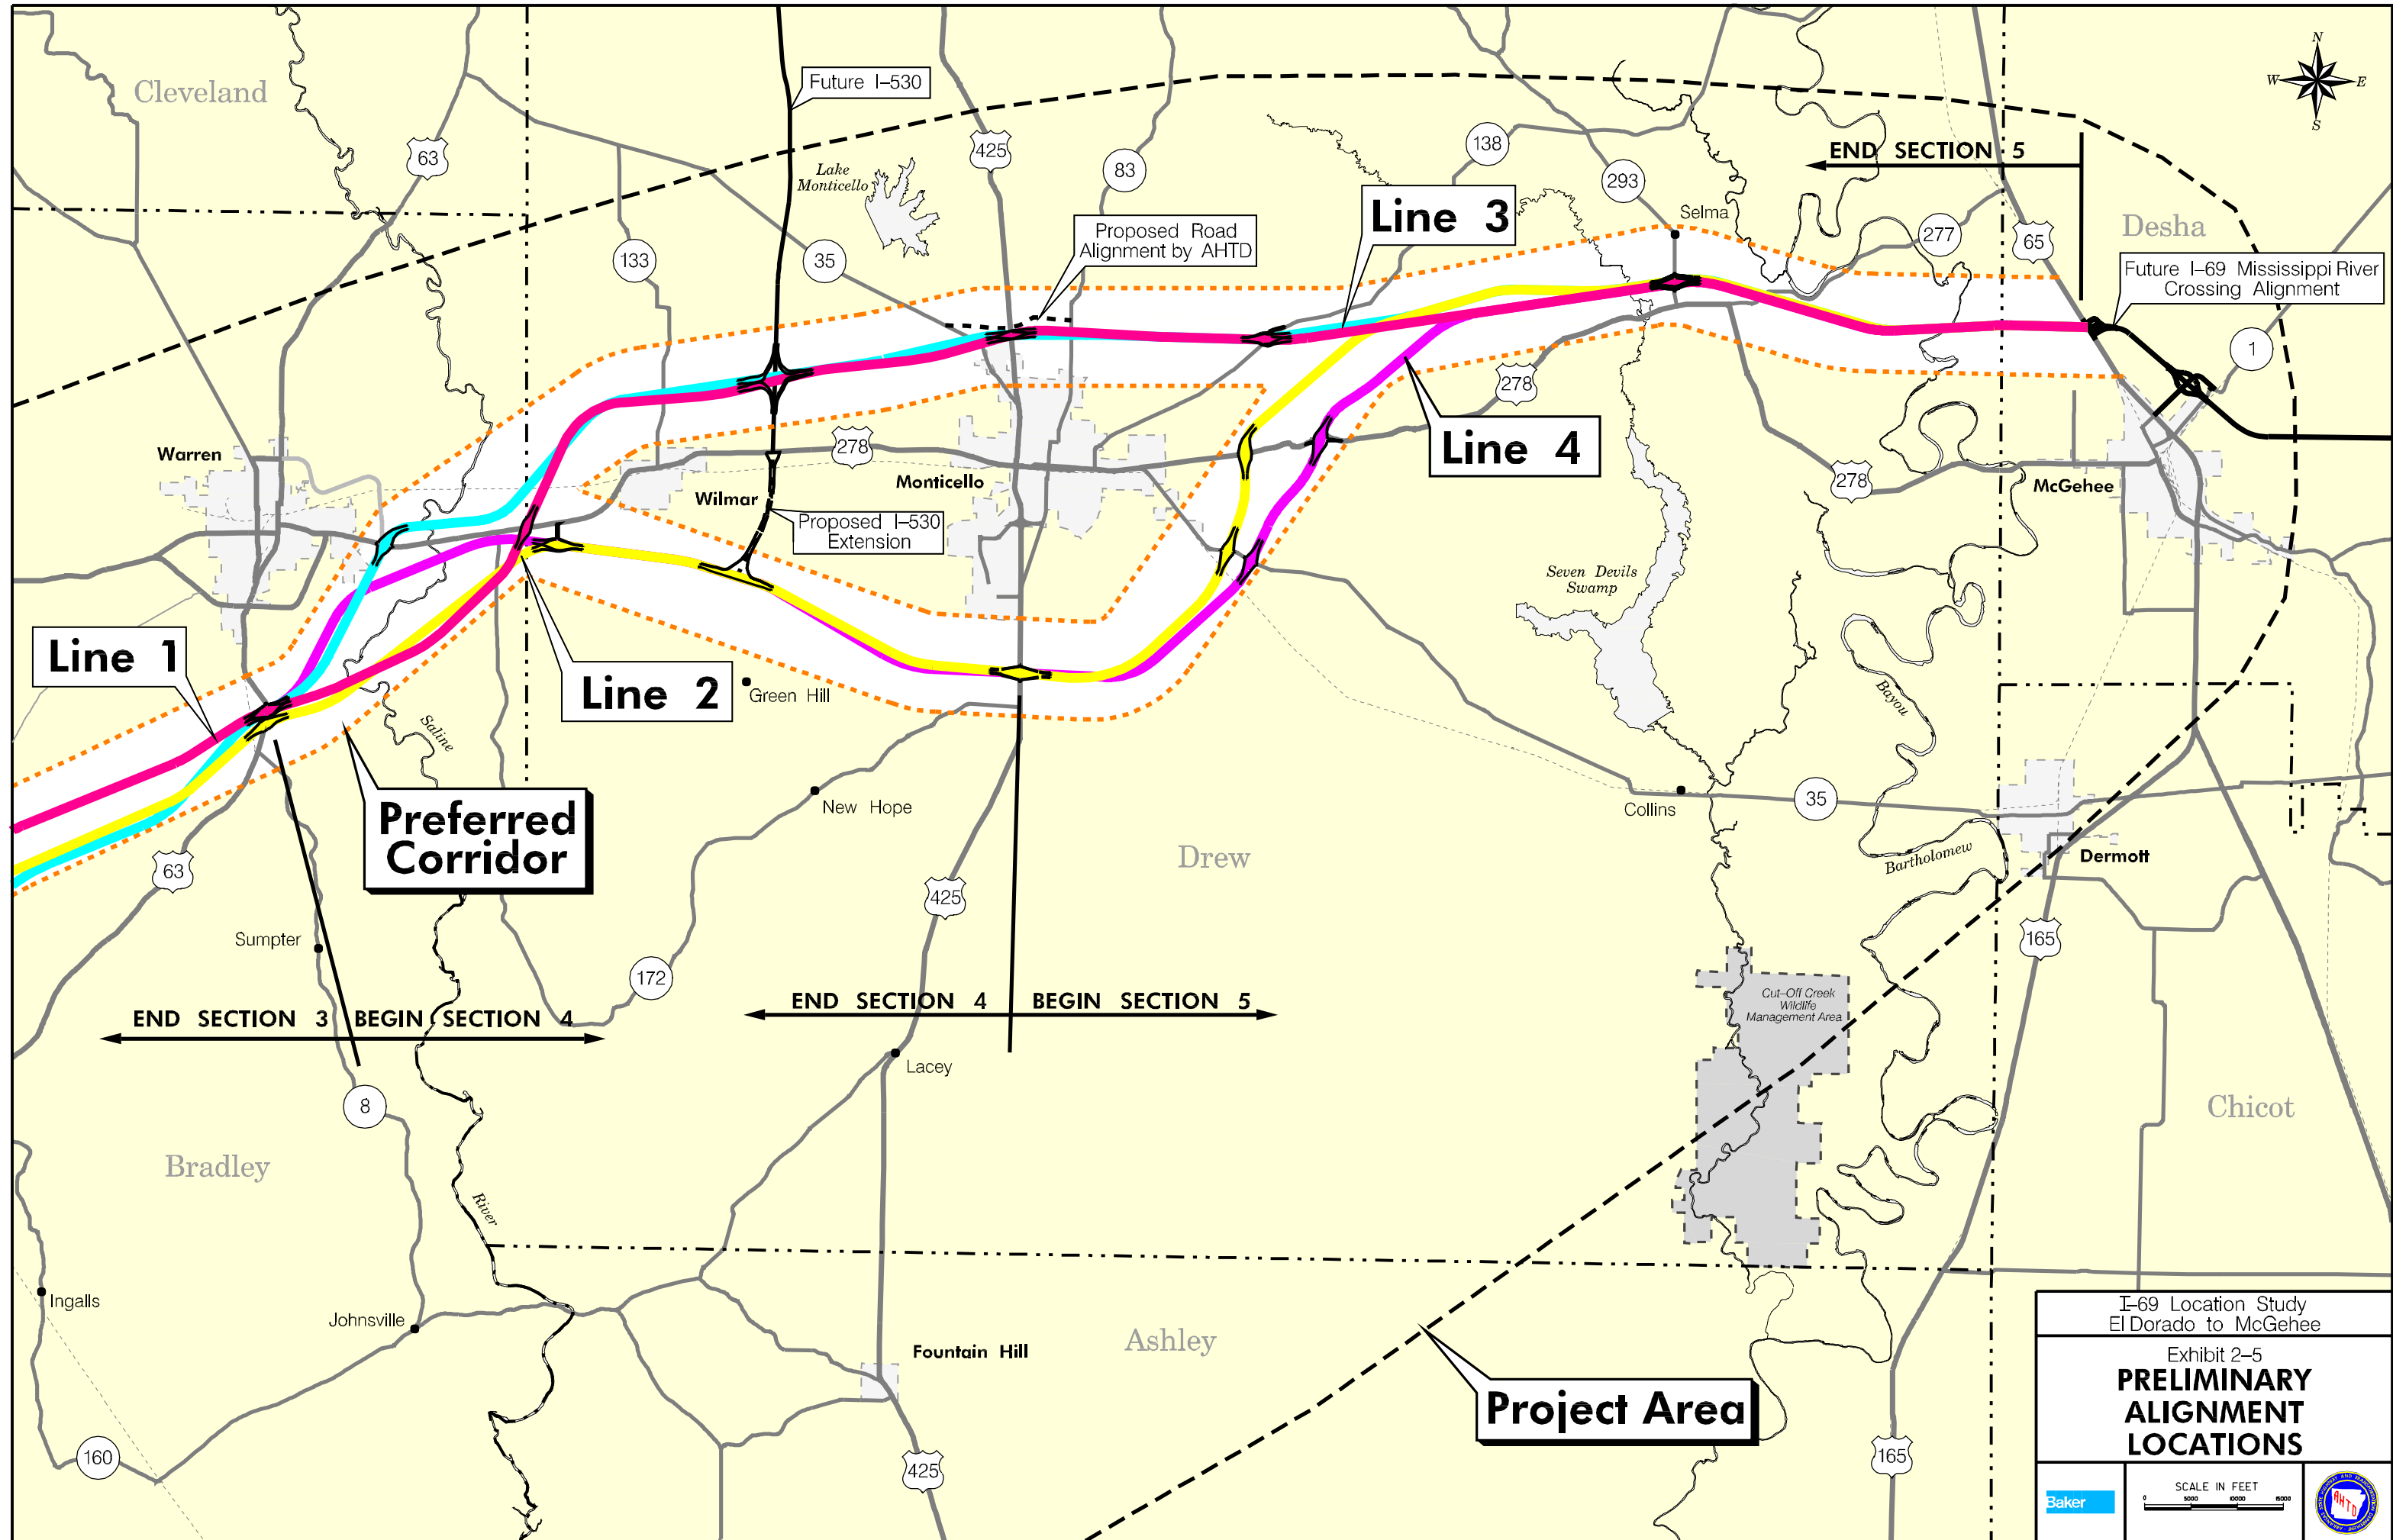 Cleveland
63
Future I-530
Lake
Monticello
425
83
138
293
END SECTION 5
N
W
E
S
133
35
Proposed Road
Alignment by AHTD
Line 3
Selma
277
65
Desha
Future I-69 Mississippi River
Crossing Alignment
1
278
Line 4
Warren
278
Wilmar
Monticello
Proposed I-530
Extension
278
McGehee
Seven Devils
Swamp
Line 1
Line 2
Green Hill
Saline
Bayou
Preferred
Corridor
New Hope
Collins
35
63
Drew
Bartholomew
Dermott
425
Sumpter
165
172
END SECTION 3
BEGIN SECTION 4
END SECTION 4
BEGIN SECTION 5
Cut-Off Creek
Wildlife
Management Area
Lacey
8
Chicot
Bradley
River
Ingalls
Johnsville
Fountain Hill
Ashley
Project Area
160
425
165
I-69 Location Study
El Dorado to McGehee
Exhibit 2-5
PRELIMINARY
ALIGNMENT
LOCATIONS
Baker
SCALE IN FEET
0 5000 10000 15000
AHTD